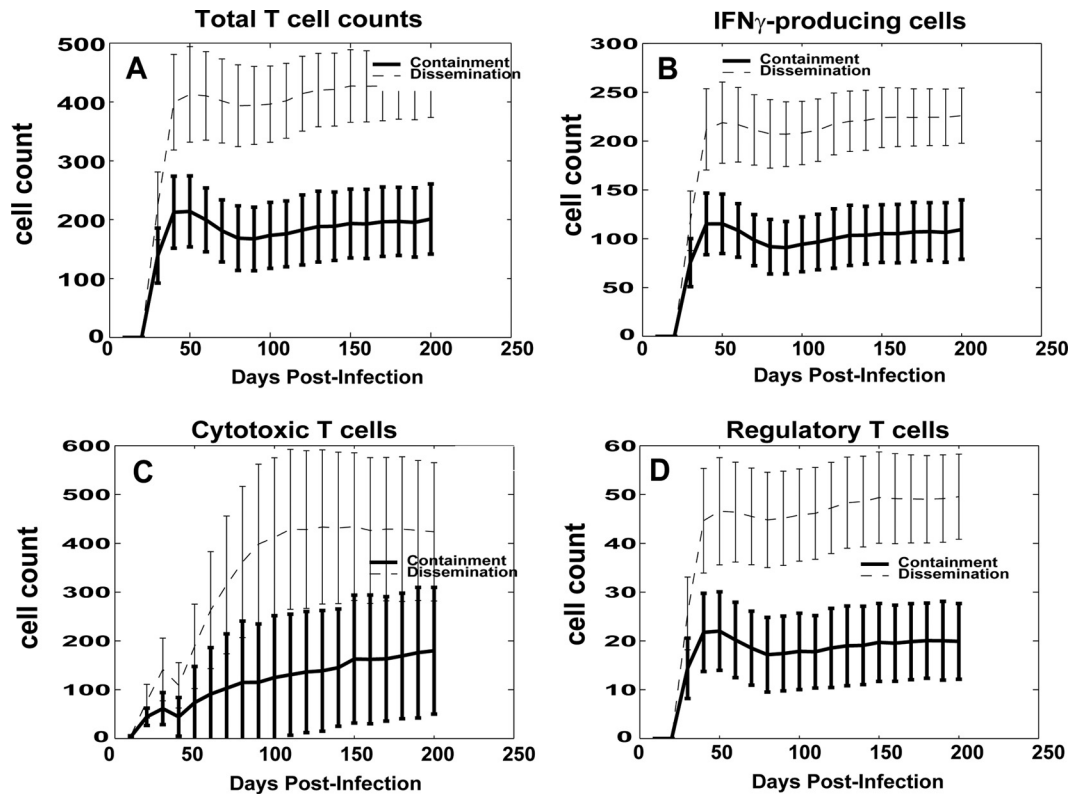 Total T cell counts
A
Containment
Dissemination
cell count
500
400
300
200
100
0
0 50 100 150 200 250
Days Post-Infection
IFNγ-producing cells
B
Containment
Dissemination
cell count
300
250
200
150
100
50
0
0 50 100 150 200 250
Days Post-Infection
Cytotoxic T cells
C
Containment
Dissemination
cell count
600
500
400
300
200
100
0
0 50 100 150 200 250
Days Post-Infection
Regulatory T cells
D
Containment
Dissemination
cell count
60
50
40
30
20
10
0
0 50 100 150 200 250
Days Post-Infection